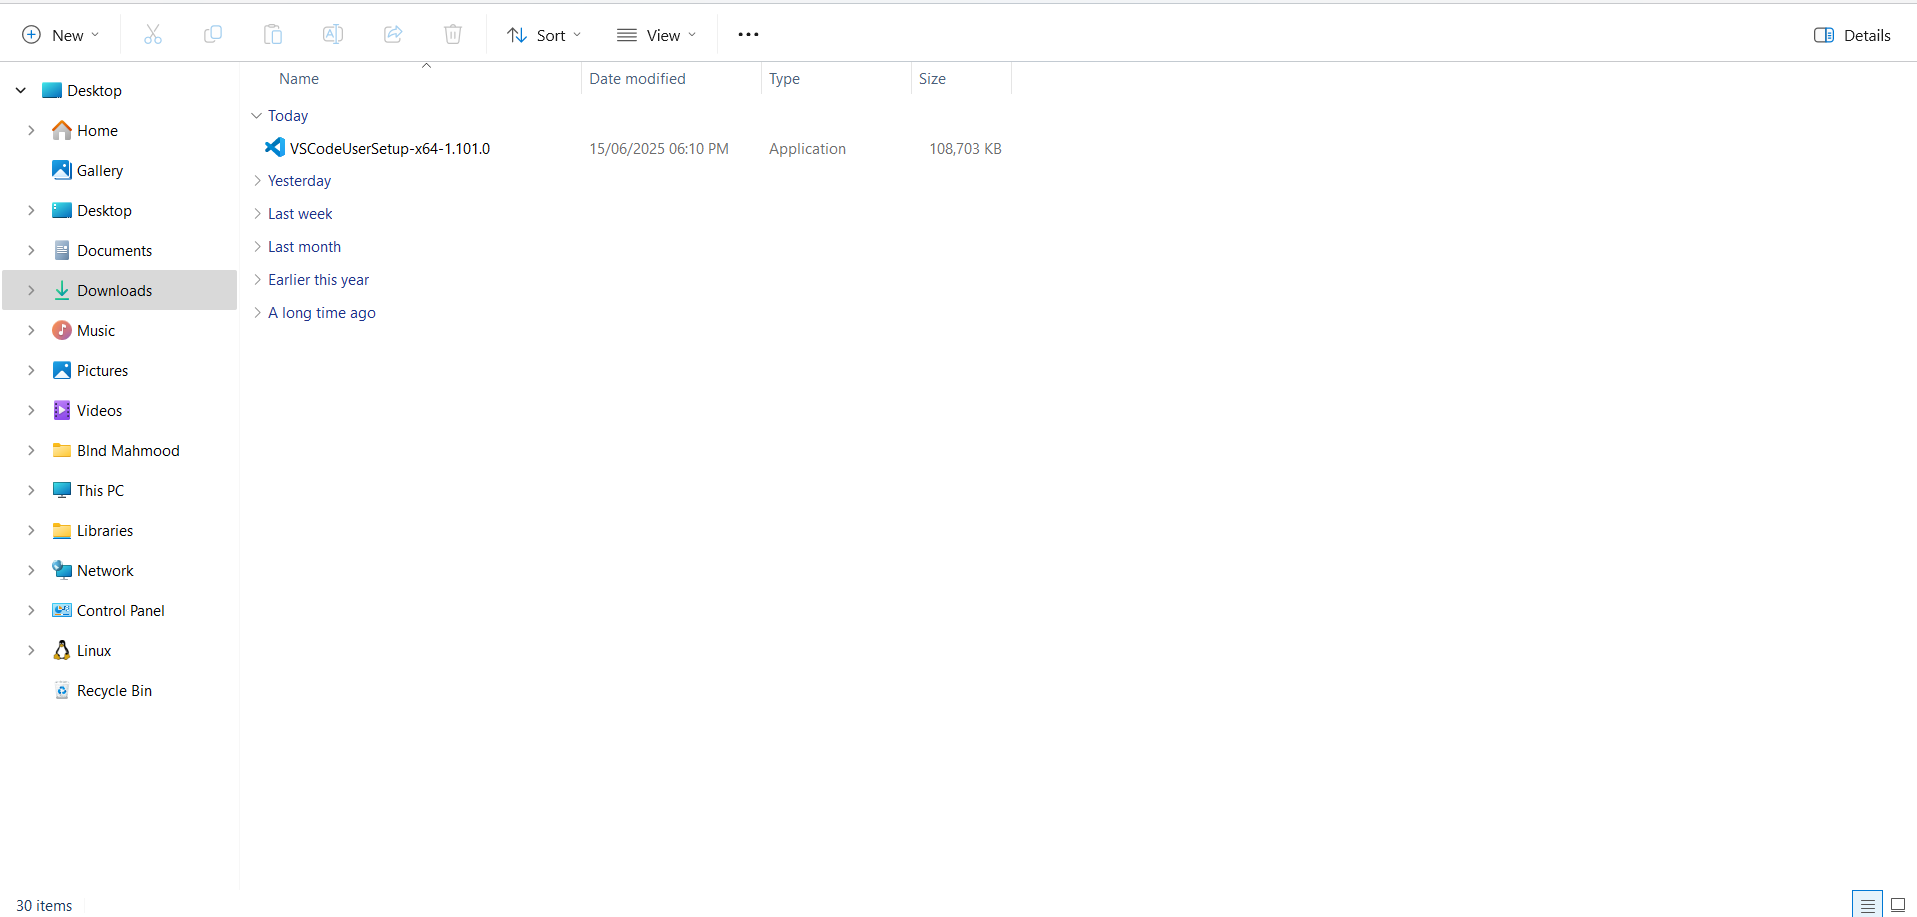 New Sort View Details
Desktop
Home
Gallery
Desktop
Documents
Downloads
Music
Pictures
Videos
Blnd Mahmood
This PC
Libraries
Network
Control Panel
Linux
Recycle Bin
Name Date modified Type Size
Today
VSCodeUserSetup-x64-1.101.0 15/06/2025 06:10 PM Application 108,703 KB
Yesterday
Last week
Last month
Earlier this year
A long time ago
30 items